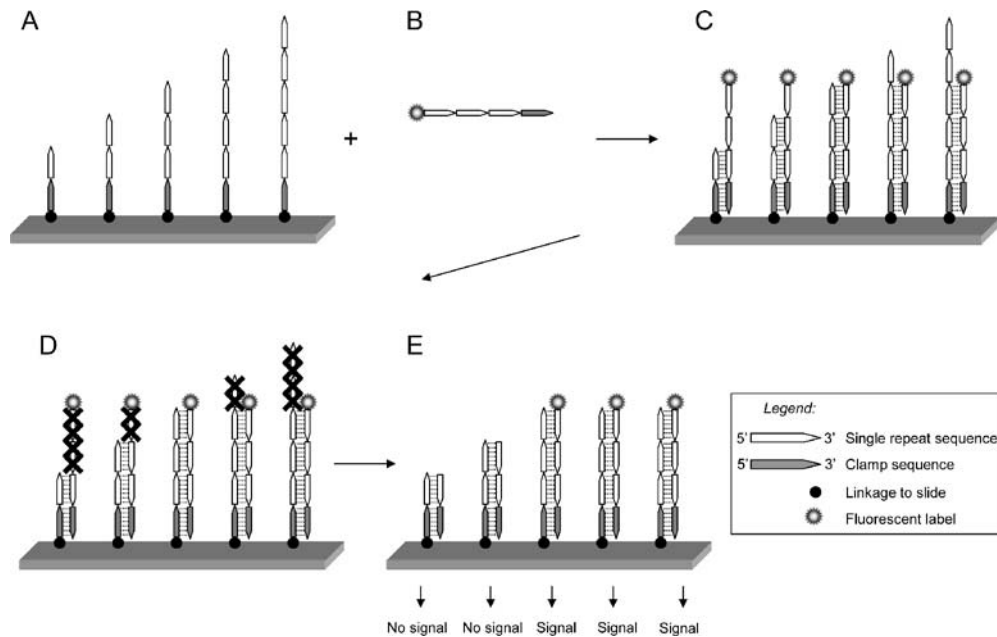 A
B
C
+
D
E
Legend:
5' 3' Single repeat sequence
5' 3' Clamp sequence
Linkage to slide
Fluorescent label
No signal No signal Signal Signal Signal